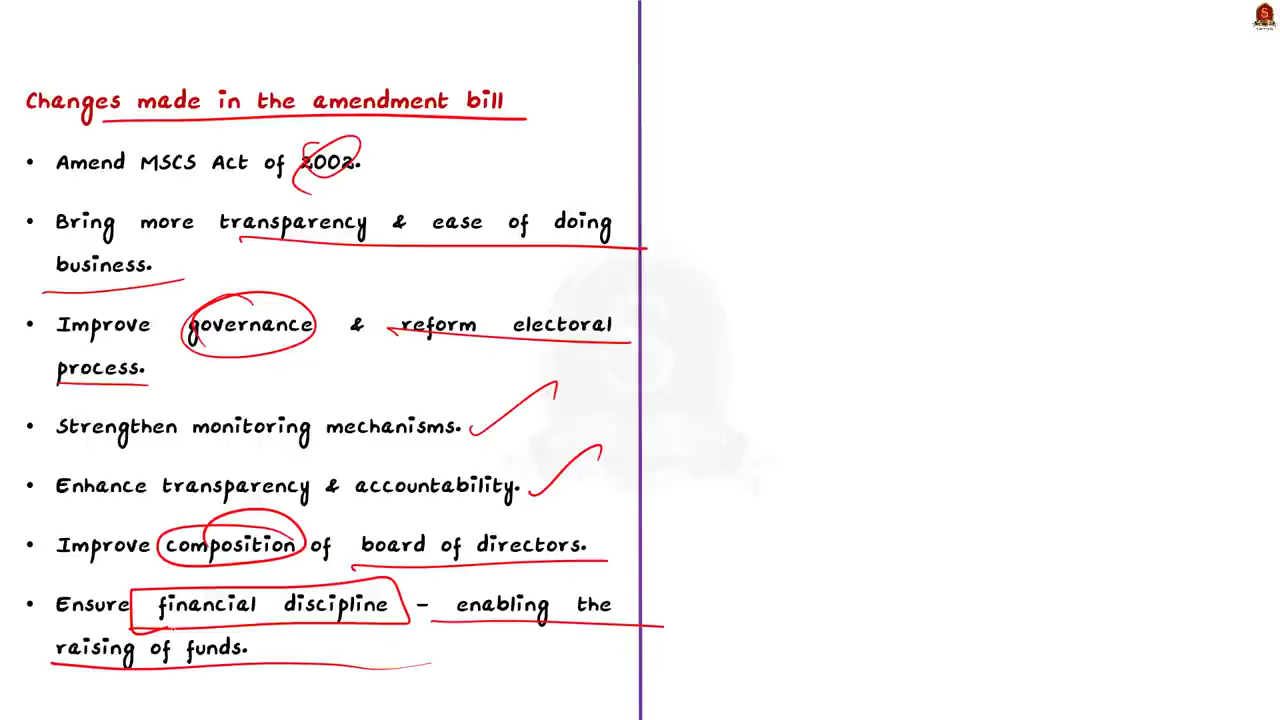 Changes made in the amendment bill
• Amend MSCS Act of 2002.
• Bring more transparency & ease of doing
business.
• Improve governance & reform electoral
process.
• Strengthen monitoring mechanisms.
• Enhance transparency & accountability.
• Improve composition of board of directors.
• Ensure financial discipline - enabling the
raising of funds.